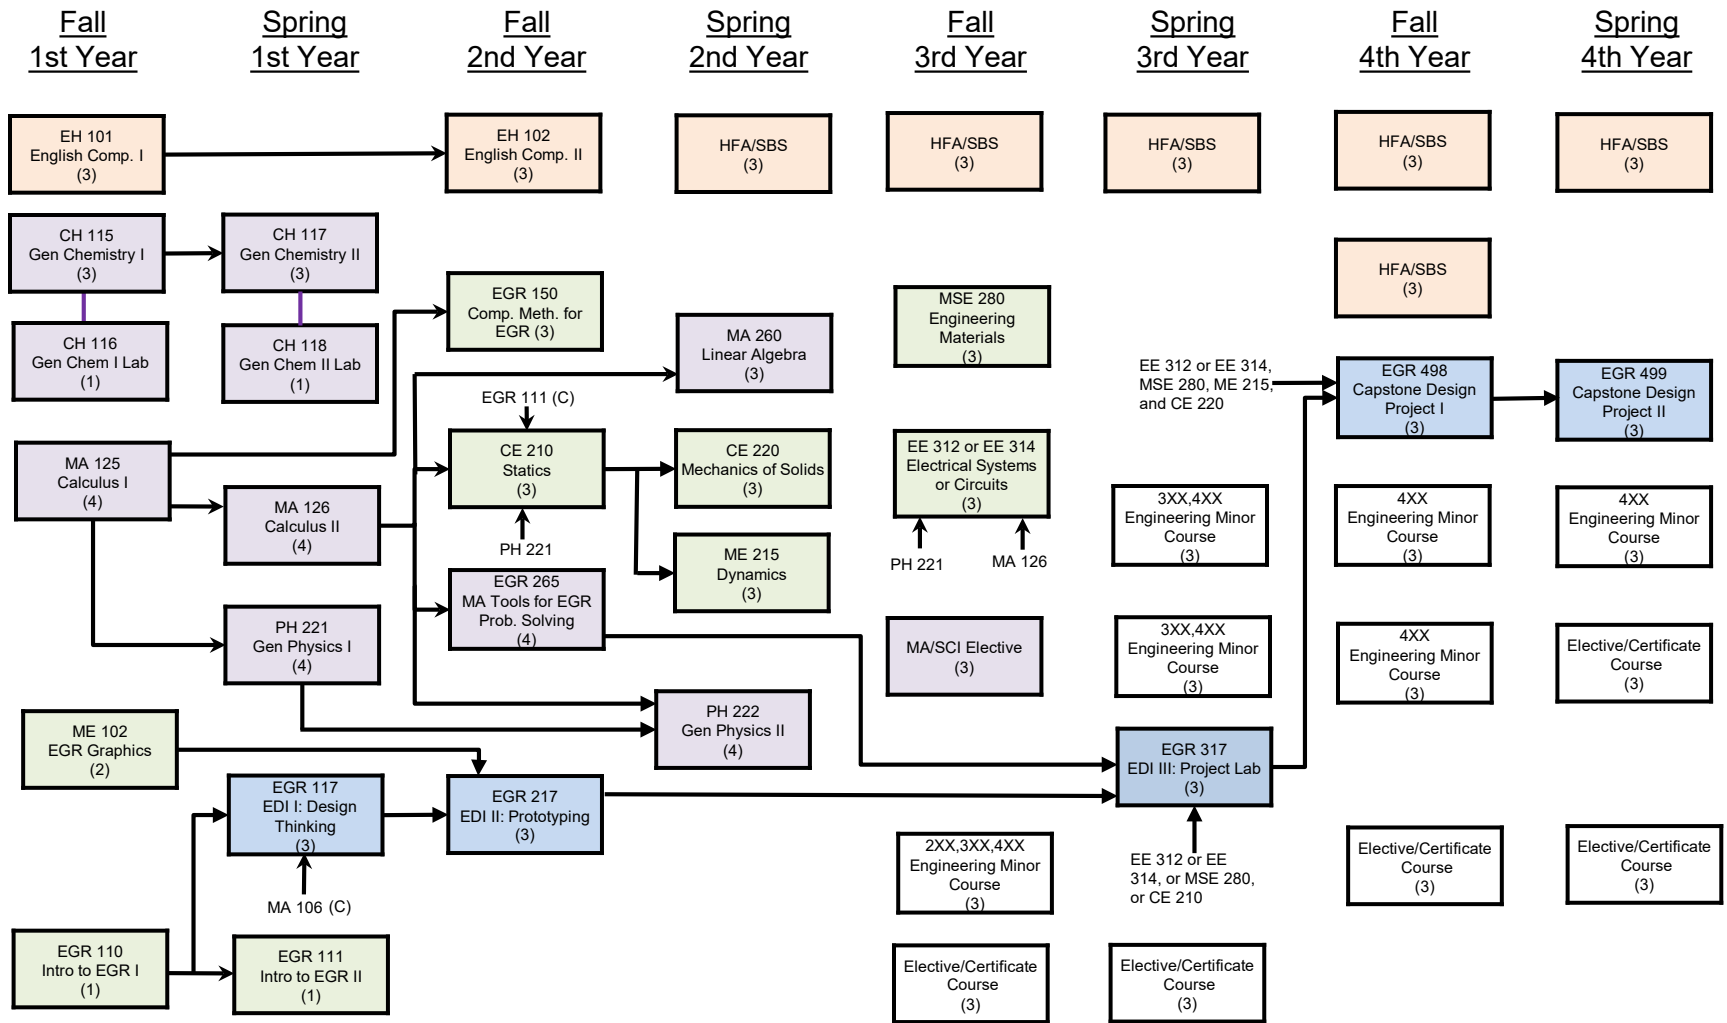 Fall
1st Year
Spring
1st Year
Fall
2nd Year
Spring
2nd Year
Fall
3rd Year
Spring
3rd Year
Fall
4th Year
Spring
4th Year
EH 101
English Comp. I
(3)
EH 102
English Comp. II
(3)
HFA/SBS
(3)
HFA/SBS
(3)
HFA/SBS
(3)
HFA/SBS
(3)
HFA/SBS
(3)
CH 115
Gen Chemistry I
(3)
CH 117
Gen Chemistry II
(3)
HFA/SBS
(3)
CH 116
Gen Chem I Lab
(1)
CH 118
Gen Chem II Lab
(1)
EGR 150
Comp. Meth. for
EGR (3)
MA 260
Linear Algebra
(3)
MSE 280
Engineering
Materials
(3)
EE 312 or EE 314,
MSE 280, ME 215,
and CE 220
EGR 498
Capstone Design
Project I
(3)
EGR 499
Capstone Design
Project II
(3)
EGR 111 (C)
MA 125
Calculus I
(4)
MA 126
Calculus II
(4)
CE 210
Statics
(3)
PH 221
CE 220
Mechanics of Solids
(3)
EE 312 or EE 314
Electrical Systems
or Circuits
(3)
PH 221
MA 126
3XX,4XX
Engineering Minor
Course
(3)
4XX
Engineering Minor
Course
(3)
4XX
Engineering Minor
Course
(3)
ME 215
Dynamics
(3)
EGR 265
MA Tools for EGR
Prob. Solving
(4)
PH 221
Gen Physics I
(4)
MA/SCI Elective
(3)
3XX,4XX
Engineering Minor
Course
(3)
4XX
Engineering Minor
Course
(3)
Elective/Certificate
Course
(3)
PH 222
Gen Physics II
(4)
ME 102
EGR Graphics
(2)
EGR 117
EDI I: Design
Thinking
(3)
MA 106 (C)
EGR 217
EDI II: Prototyping
(3)
EGR 317
EDI III: Project Lab
(3)
EE 312 or EE
314, or MSE 280,
or CE 210
2XX,3XX,4XX
Engineering Minor
Course
(3)
Elective/Certificate
Course
(3)
Elective/Certificate
Course
(3)
EGR 110
Intro to EGR I
(1)
EGR 111
Intro to EGR II
(1)
Elective/Certificate
Course
(3)
Elective/Certificate
Course
(3)